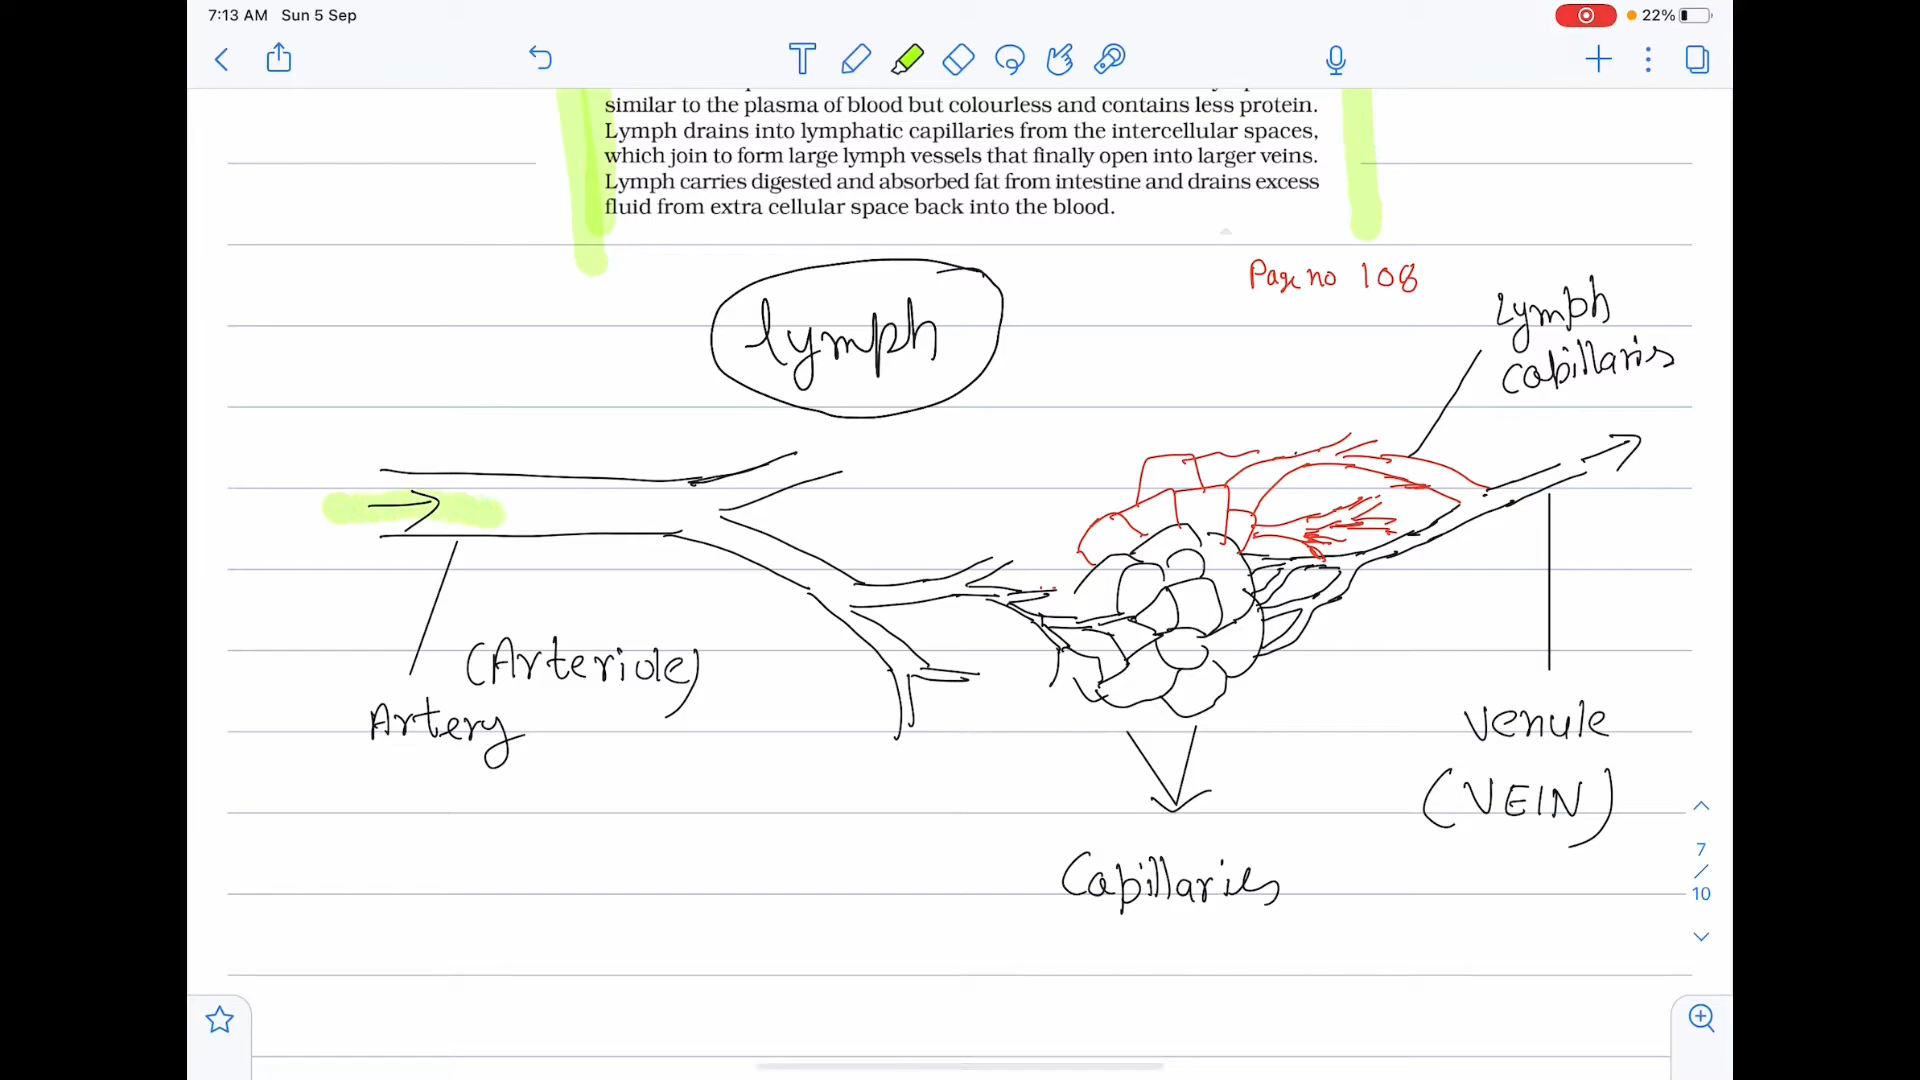 7:13 AM Sun 5 Sep
22%
similar to the plasma of blood but colourless and contains less protein.
Lymph drains into lymphatic capillaries from the intercellular spaces,
which join to form large lymph vessels that finally open into larger veins.
Lymph carries digested and absorbed fat from intestine and drains excess
fluid from extra cellular space back into the blood.
Page no 108
Lymph
Lymph
capillaris
(Arteriole)
Artery
Venule
(VEIN)
Capillaries
7
/
10